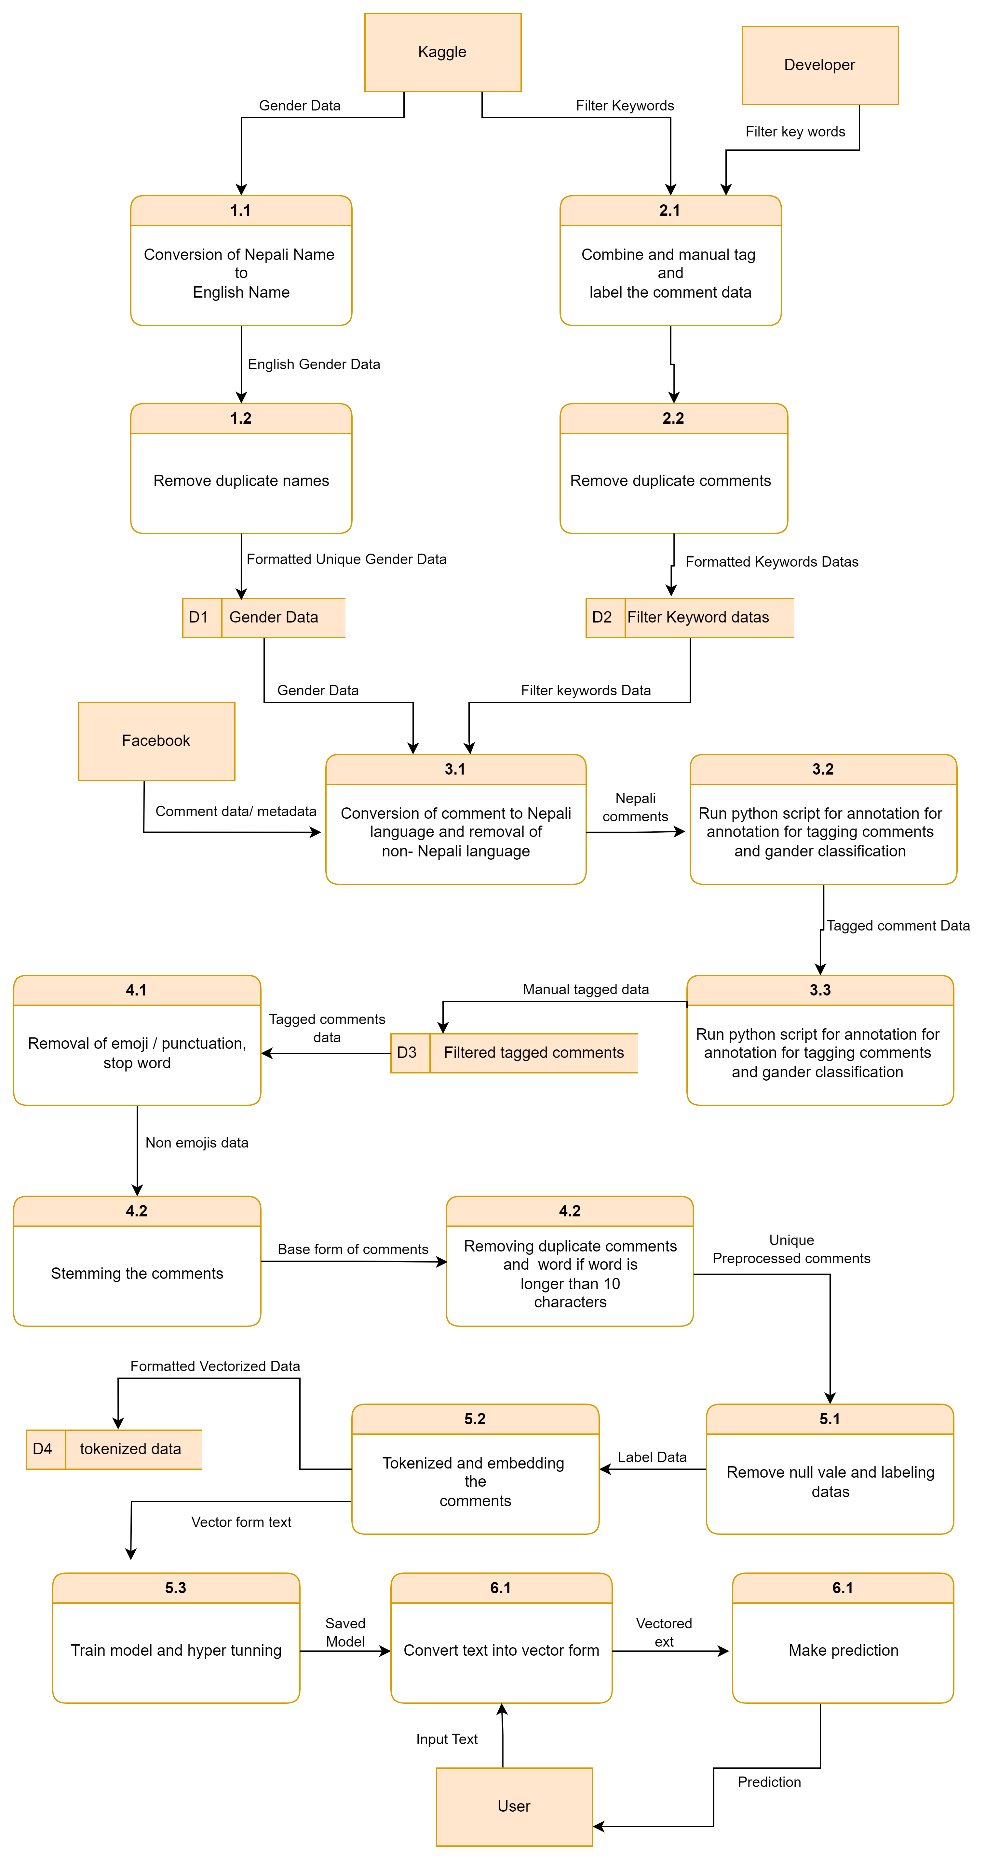 Kaggle
Developer
Gender Data
Filter Keywords
Filter key words
1.1
Conversion of Nepali Name
to
English Name
2.1
Combine and manual tag
and
label the comment data
English Gender Data
1.2
Remove duplicate names
2.2
Remove duplicate comments
Formatted Unique Gender Data
Formatted Keywords Datas
D1
Gender Data
D2
Filter Keyword datas
Gender Data
Filter keywords Data
Facebook
Comment data/ metadata
3.1
Conversion of comment to Nepali
language and removal of
non- Nepali language
Nepali
comments
3.2
Run python script for annotation for
annotation for tagging comments
and gander classification
Tagged comment Data
3.3
Run python script for annotation for
annotation for tagging comments
and gander classification
Manual tagged data
D3
Filtered tagged comments
Tagged comments
data
4.1
Removal of emoji / punctuation,
stop word
Non emojis data
4.2
Stemming the comments
Base form of comments
4.2
Removing duplicate comments
and  word if word is
longer than 10
characters
Unique
Preprocessed comments
5.1
Remove null vale and labeling
datas
Label Data
5.2
Tokenized and embedding
the
comments
Formatted Vectorized Data
D4
tokenized data
Vector form text
5.3
Train model and hyper tunning
Saved
Model
6.1
Convert text into vector form
Vectored
ext
6.1
Make prediction
Input Text
User
Prediction